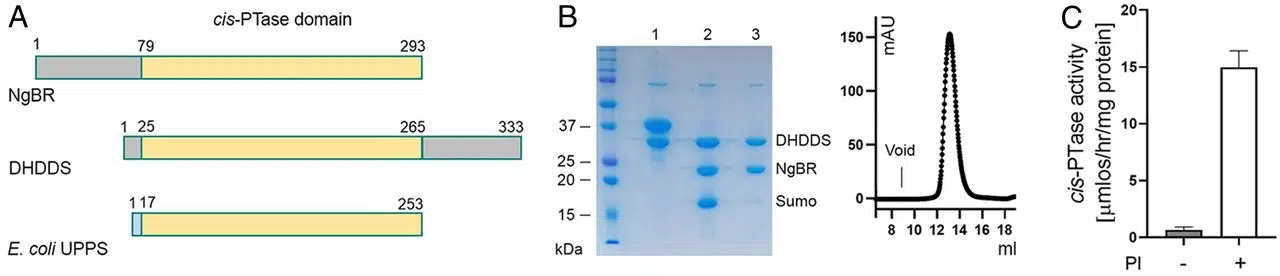 A
cis-PTase domain
1 79 293
NgBR
1 25 265 333
DHDDS
1 17 253
E. coli UPPS
B
1 2 3
37
25
20
15
kDa
DHDDS
NgBR
Sumo
mAU
150
100
50
0
Void
8 10 12 14 16 18
ml
C
cis-PTase activity
[µmlos/hr/mg protein]
20
15
10
5
0
PI - +